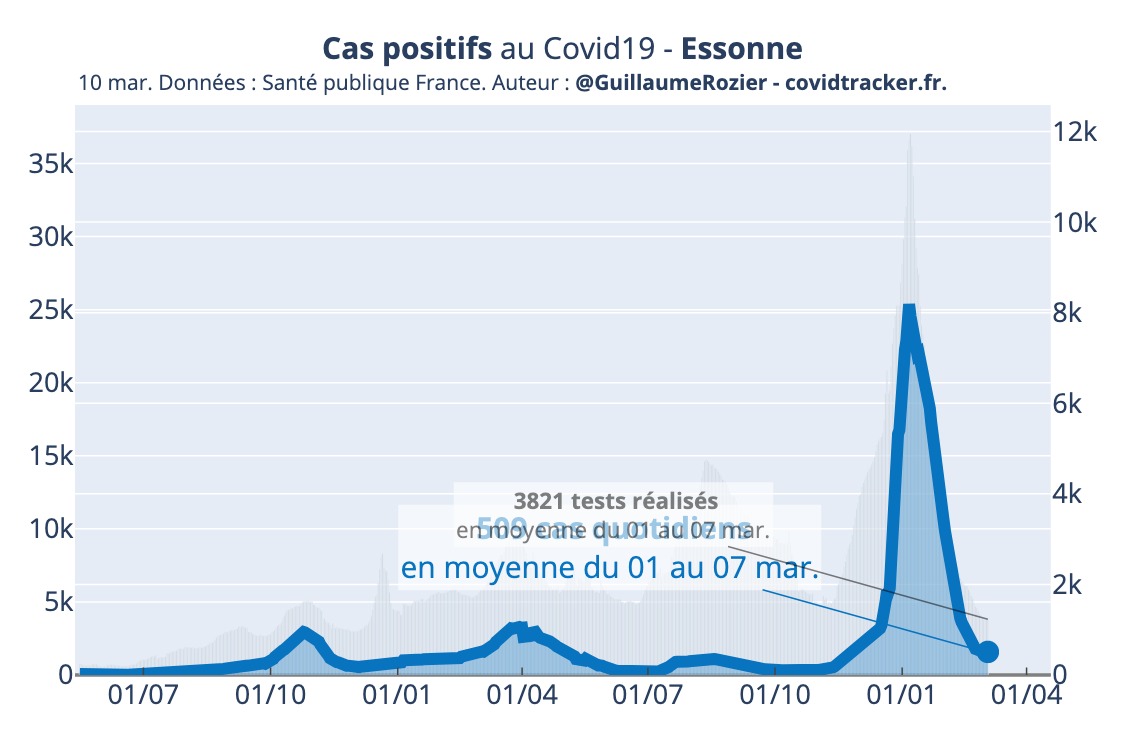 Cas positifs au Covid19 - Essonne
10 mar. Données : Santé publique France. Auteur : @GuillaumeRozier - covidtracker.fr.
12k
35k
10k
30k
25k
8k
20k
6k
15k
4k
3821 tests réalisés
10k
500 cas quotidiens
en moyenne du 01 au 07 mar.
en moyenne du 01 au 07 mar.
2k
5k
0
0
01/07 01/10 01/01 01/04 01/07 01/10 01/01 01/04